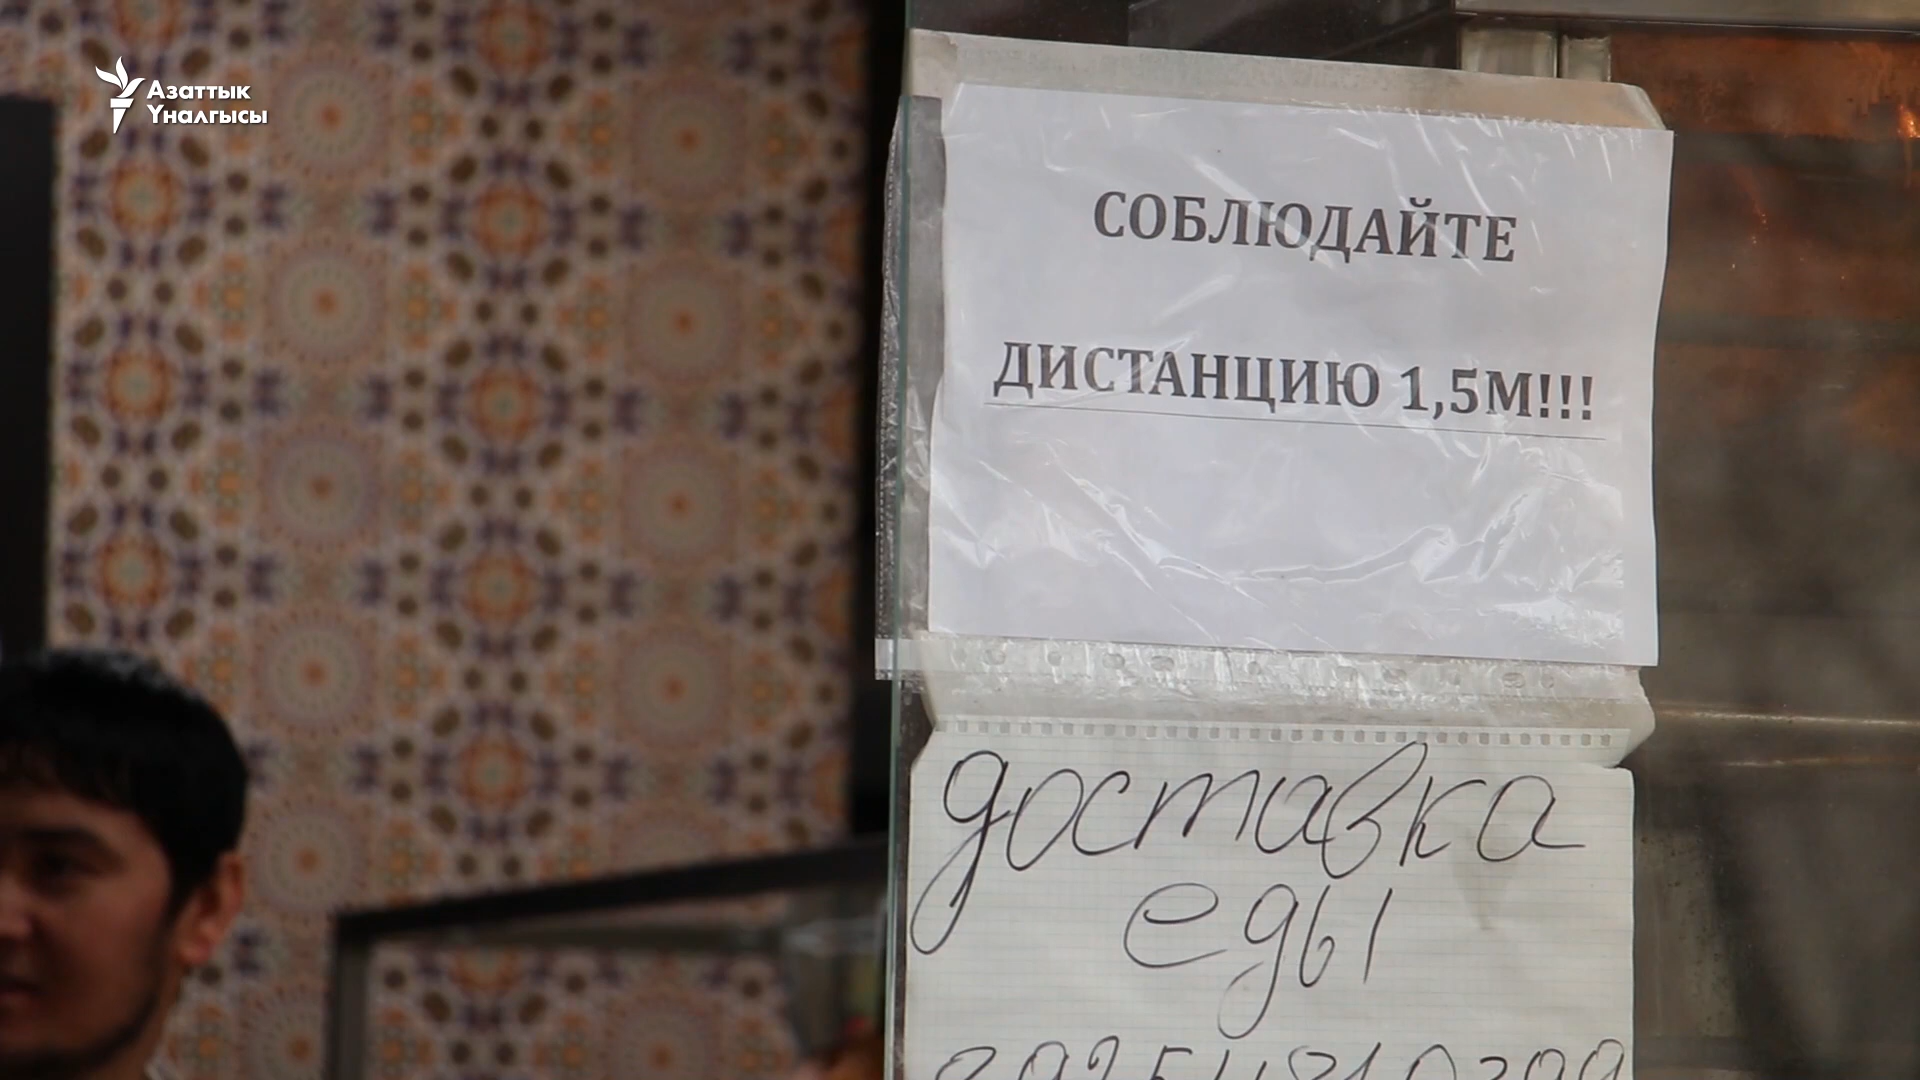 Азаттык
Үналгысы
СОБЛЮДАЙТЕ
ДИСТАНЦИЮ 1,5М!!!
доставка
еды